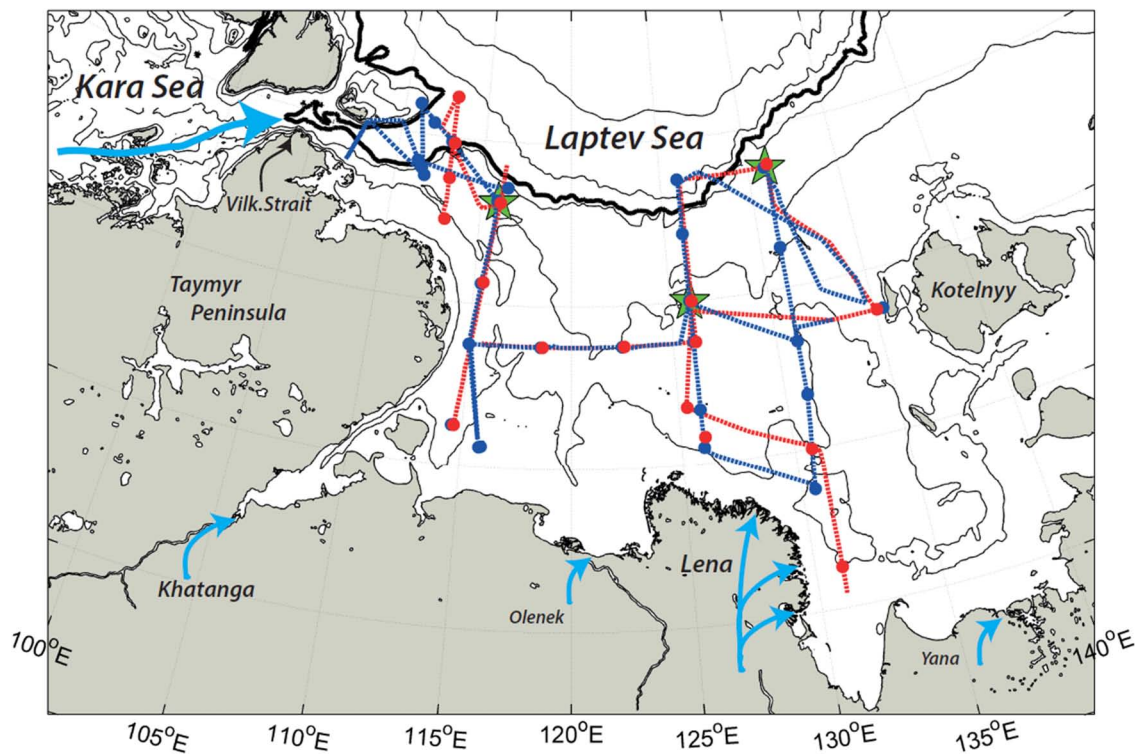 Kara Sea
Laptev Sea
Vilk.Strait
Taymyr
Peninsula
Kotelnyy
Khatanga
Lena
Olenek
Yana
100°E
105°E
110°E
115°E
120°E
125°E
130°E
135°E
140°E